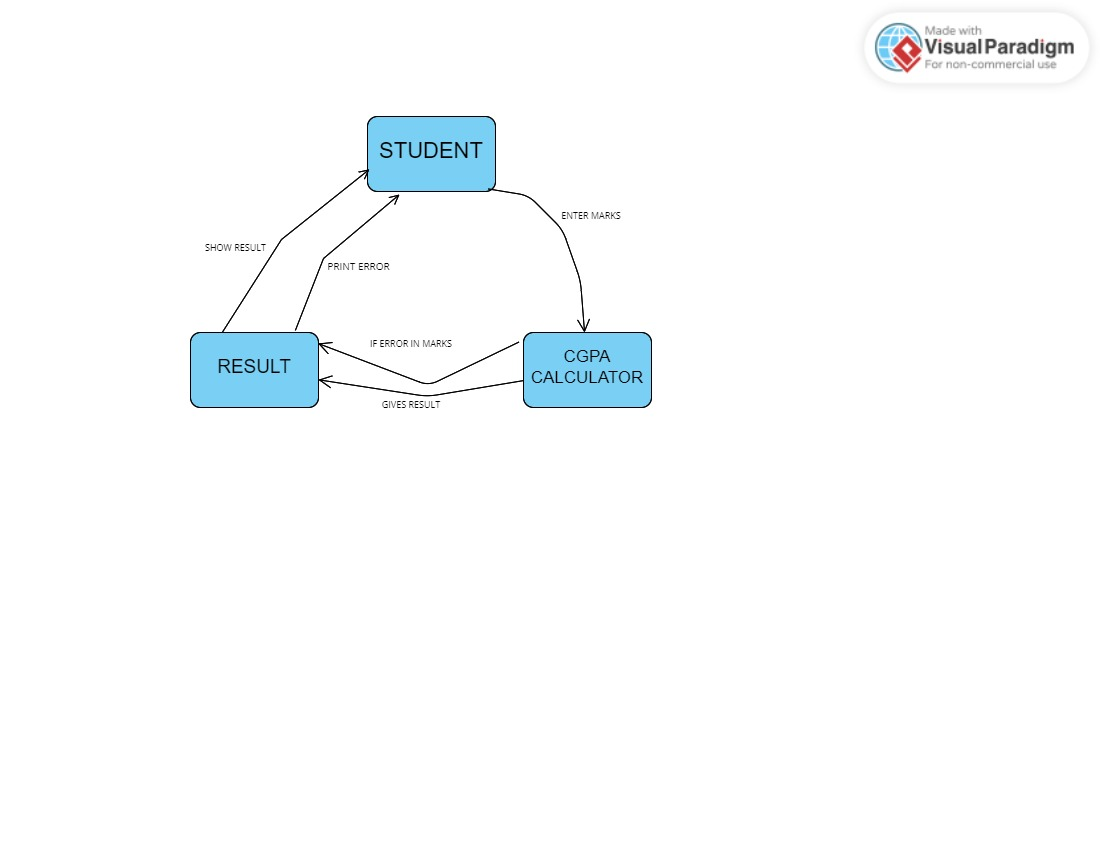 Made with
Visual Paradigm
For non-commercial use
STUDENT
ENTER MARKS
SHOW RESULT
PRINT ERROR
IF ERROR IN MARKS
RESULT
CGPA
CALCULATOR
GIVES RESULT